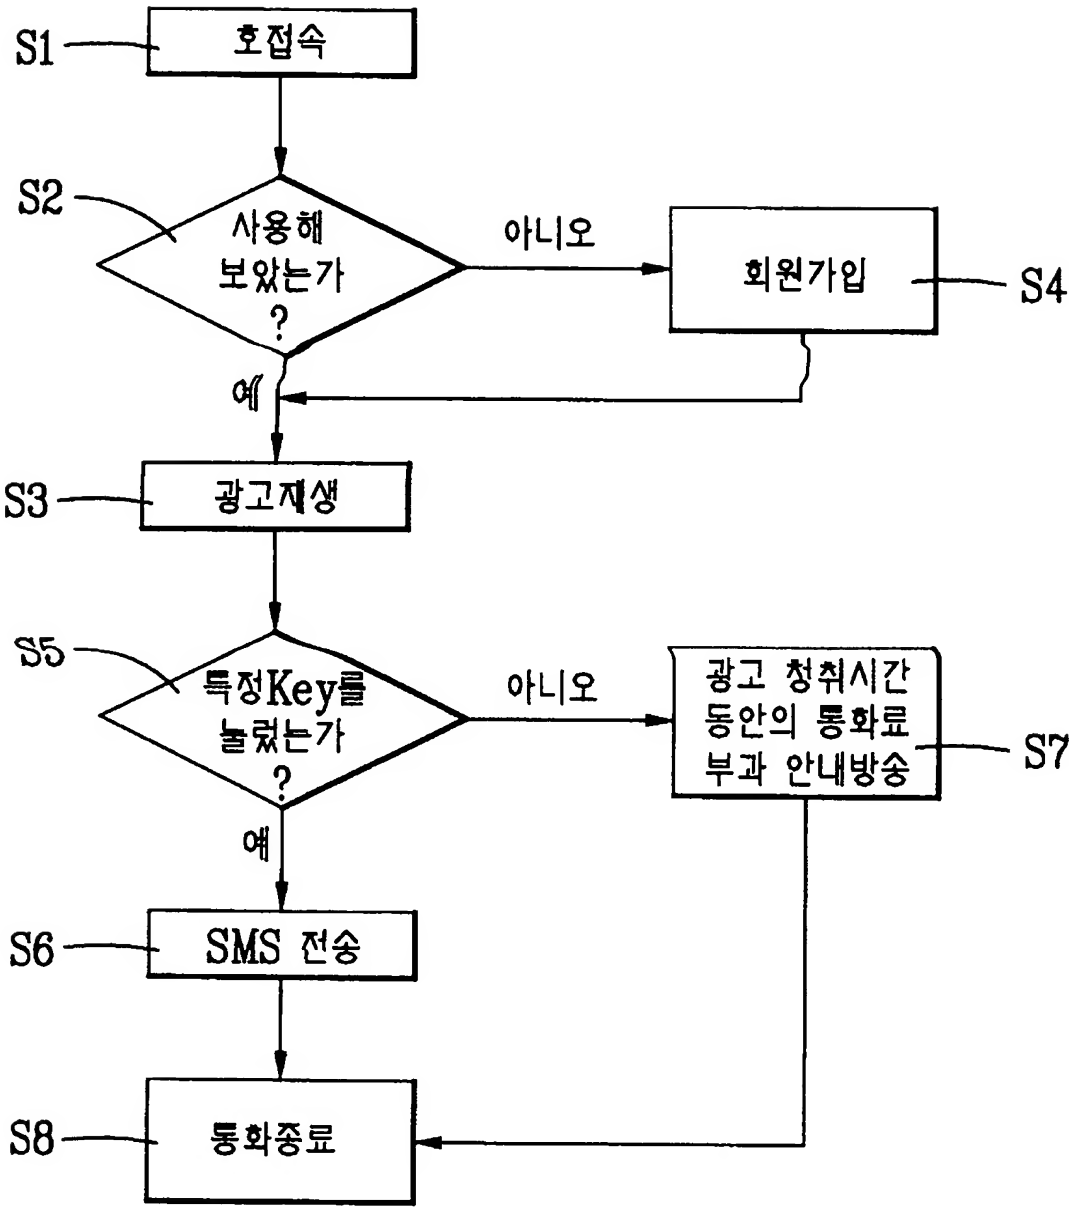 S1
호접속
S2
사용해
보았는가
?
아니오
회원가입
S4
예
S3
광고재생
S5
특정Key를
눌렀는가
?
아니오
광고 청취시간
동안의 통화료
부과 안내방송
S7
예
S6
SMS 전송
S8
통화종료